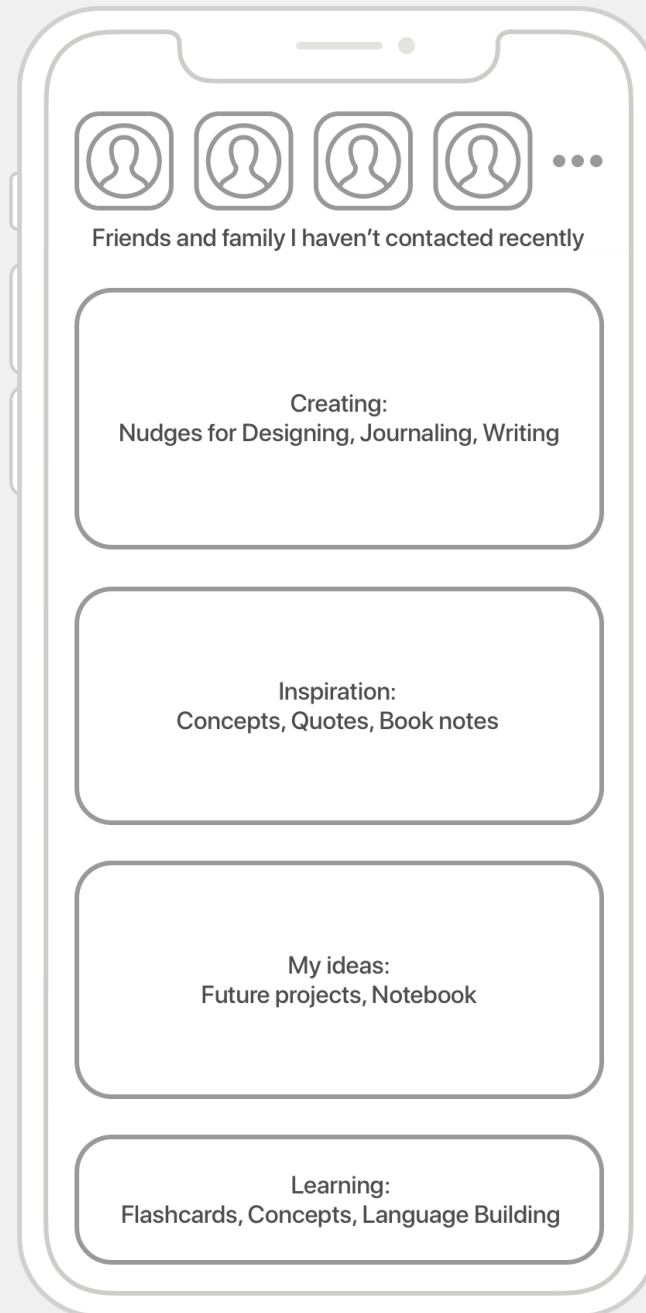 Friends and family I haven’t contacted recently
Creating:
Nudges for Designing, Journaling, Writing
Inspiration:
Concepts, Quotes, Book notes
My ideas:
Future projects, Notebook
Learning:
Flashcards, Concepts, Language Building